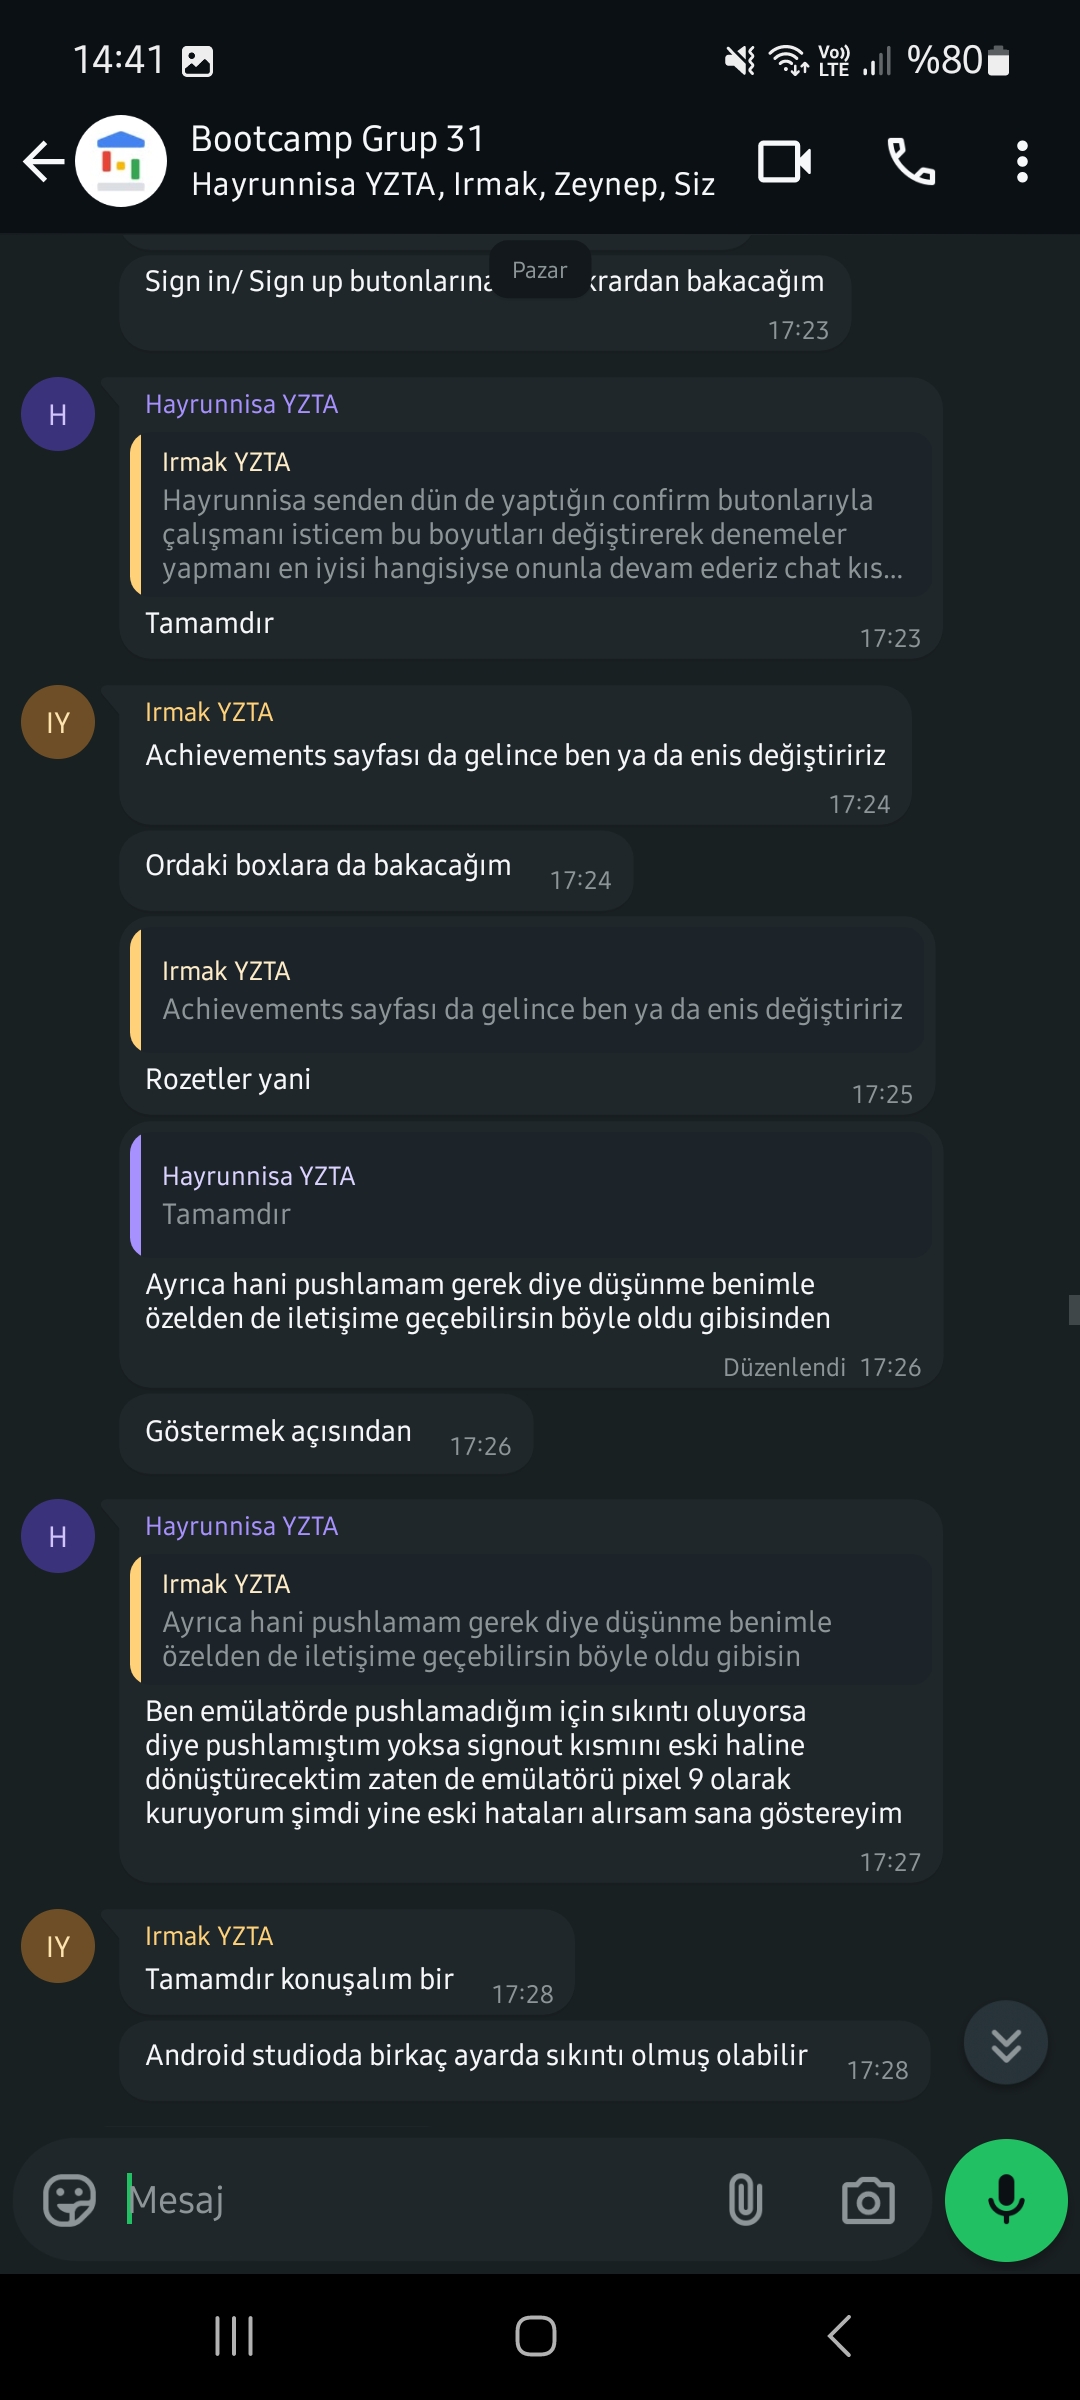 14:41
Vo)) LTE
%80
Bootcamp Grup 31
Hayrunnisa YZTA, Irmak, Zeynep, Siz
Pazar
Sign in/ Sign up butonlarına bakacağım
17:23
H
Hayrunnisa YZTA
Irmak YZTA
Hayrunnisa senden dün de yaptığın confirm butonlarıyla
çalışmanı isticem bu boyutları değiştirerek denemeler
yapmanı en iyisi hangisiyse onunla devam ederiz chat kıs...
Tamamdır
17:23
IY
Irmak YZTA
Achievements sayfası da gelince ben ya da enis değiştiririz
17:24
Ordaki boxlara da bakacağım
17:24
Irmak YZTA
Achievements sayfası da gelince ben ya da enis değiştiririz
Rozetler yani
17:25
Hayrunnisa YZTA
Tamamdır
Ayrıca hani pushlamam gerek diye düşünme benimle
özelden de iletişime geçebilirsin böyle oldu gibisinden
Düzenlendi 17:26
Göstermek açısından
17:26
H
Hayrunnisa YZTA
Irmak YZTA
Ayrıca hani pushlamam gerek diye düşünme benimle
özelden de iletişime geçebilirsin böyle oldu gibisin
Ben emülatörde pushlamadığım için sıkıntı oluyorsa
diye pushlamıştım yoksa signout kısmını eski haline
dönüştürecektim zaten de emülatörü pixel 9 olarak
kuruyorum şimdi yine eski hataları alırsam sana göstereyim
17:27
IY
Irmak YZTA
Tamamdır konuşalım bir
17:28
Android studioda birkaç ayarda sıkıntı olmuş olabilir
17:28
Mesaj